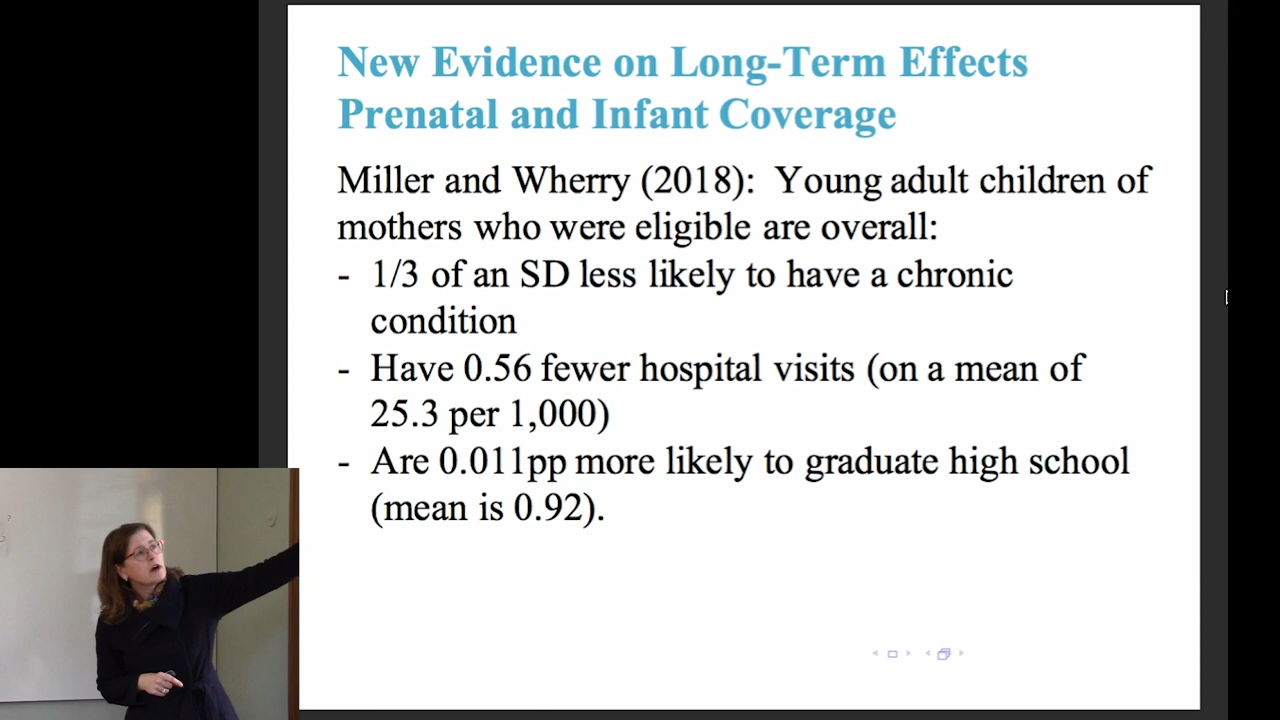 New Evidence on Long-Term Effects
Prenatal and Infant Coverage
Miller and Wherry (2018): Young adult children of
mothers who were eligible are overall:
- 1/3 of an SD less likely to have a chronic
condition
- Have 0.56 fewer hospital visits (on a mean of
25.3 per 1,000)
- Are 0.011pp more likely to graduate high school
(mean is 0.92).